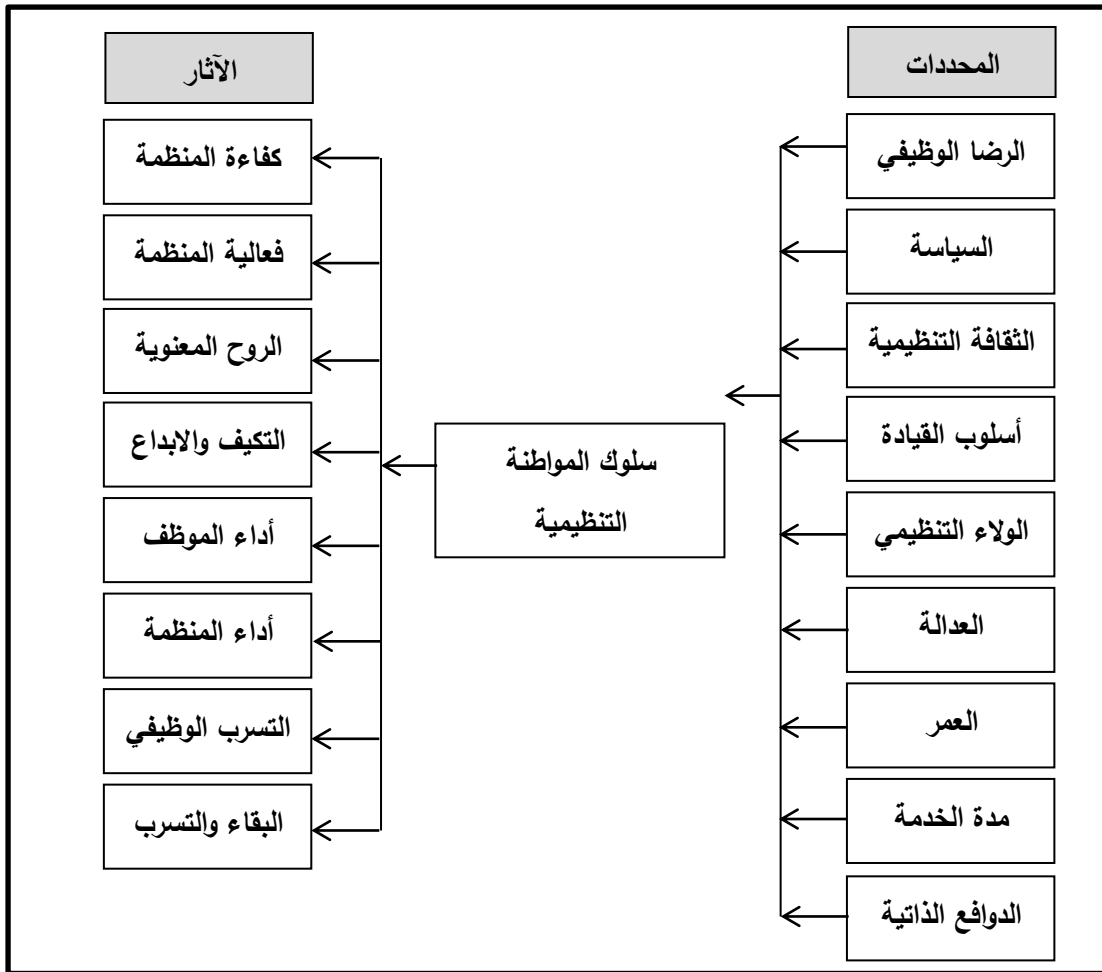 المحددات
الرضا الوظيفي
السياسة
الثقافة التنظيمية
أسلوب القيادة
الولاء التنظيمي
العدالة
العمر
مدة الخدمة
الدوافع الذاتية
سلوك المواطنة
التنظيمية
الآثار
كفاءة المنظمة
فعالية المنظمة
الروح المعنوية
التكيف والابداع
أداء الموظف
أداء المنظمة
التسرب الوظيفي
البقاء والتسرب